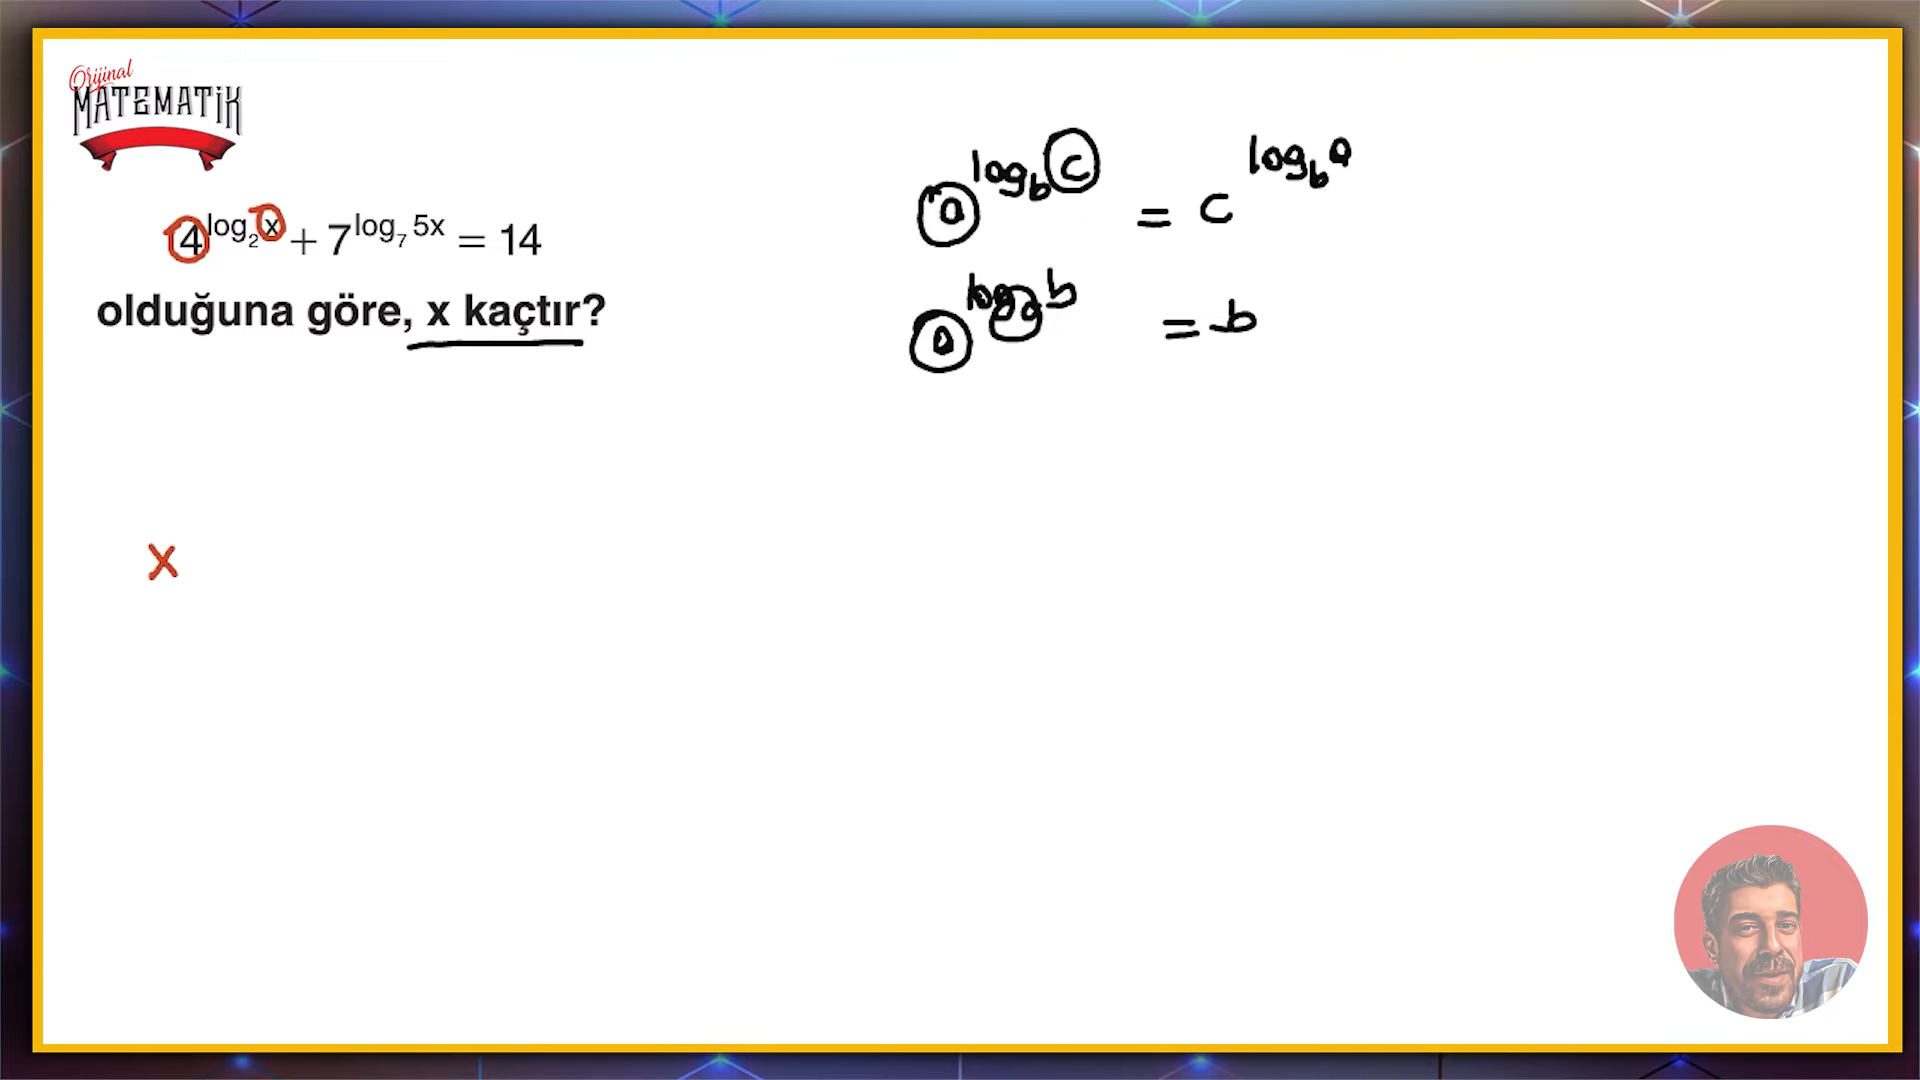 Orijinal
MATEMATİK
4^log₂x + 7^log₇5x = 14
olduğuna göre, x kaçtır?
a^log_b c = c^log_b a
a^log_a b = b
x